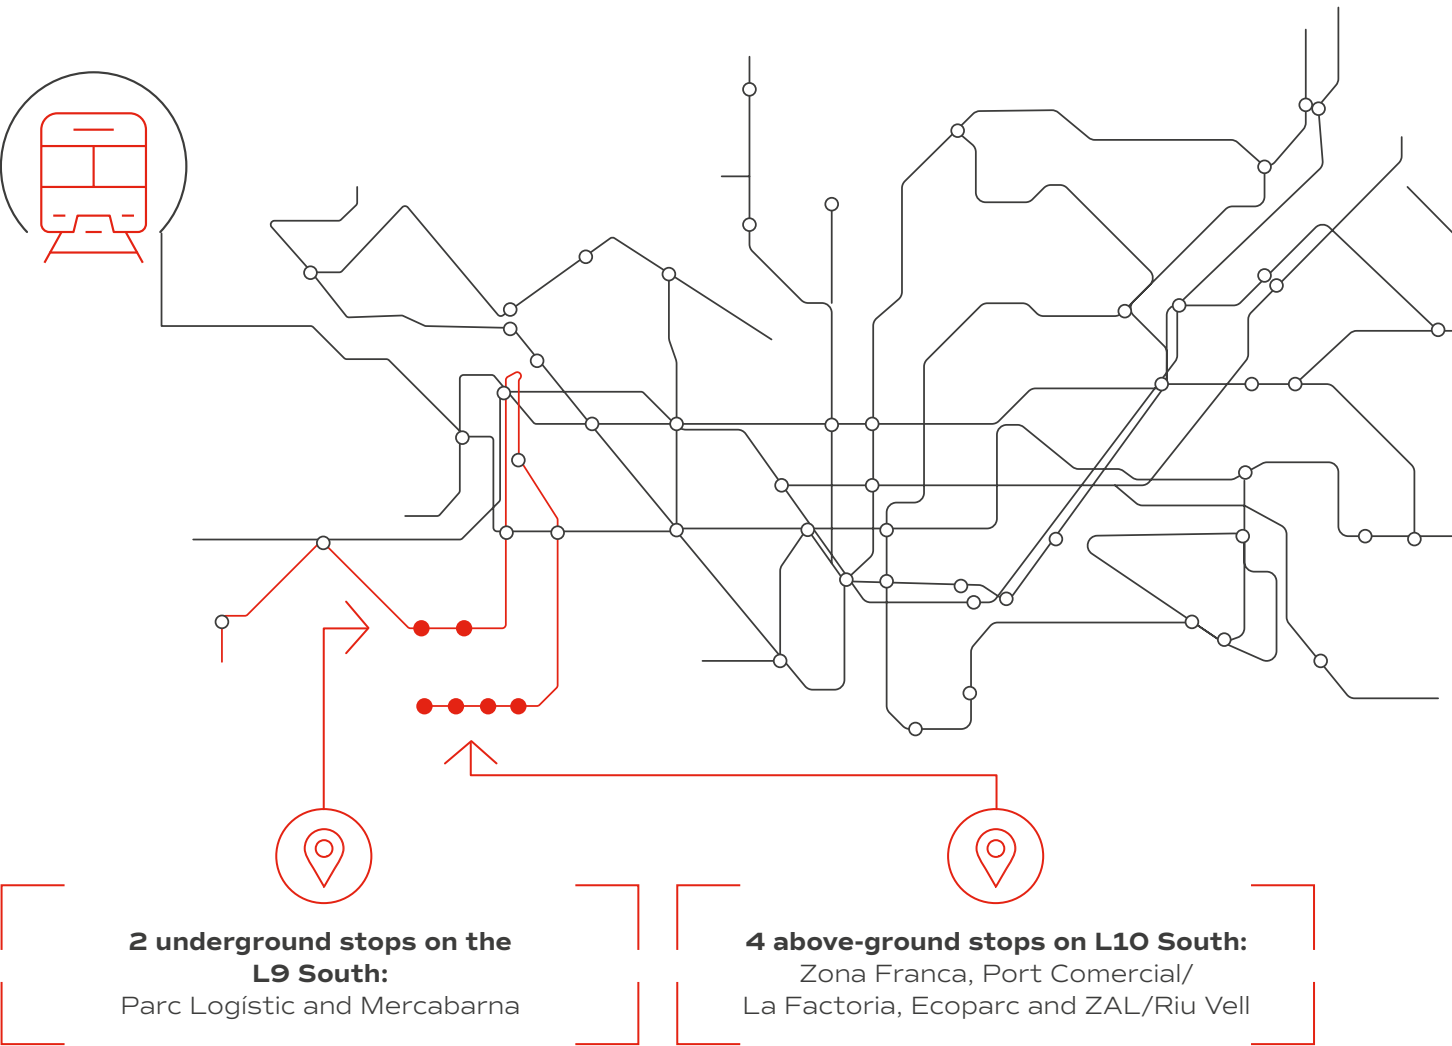 2 underground stops on the
L9 South:
Parc Logístic and Mercabarna
4 above-ground stops on L10 South:
Zona Franca, Port Comercial/
La Factoria, Ecoparc and ZAL/Riu Vell